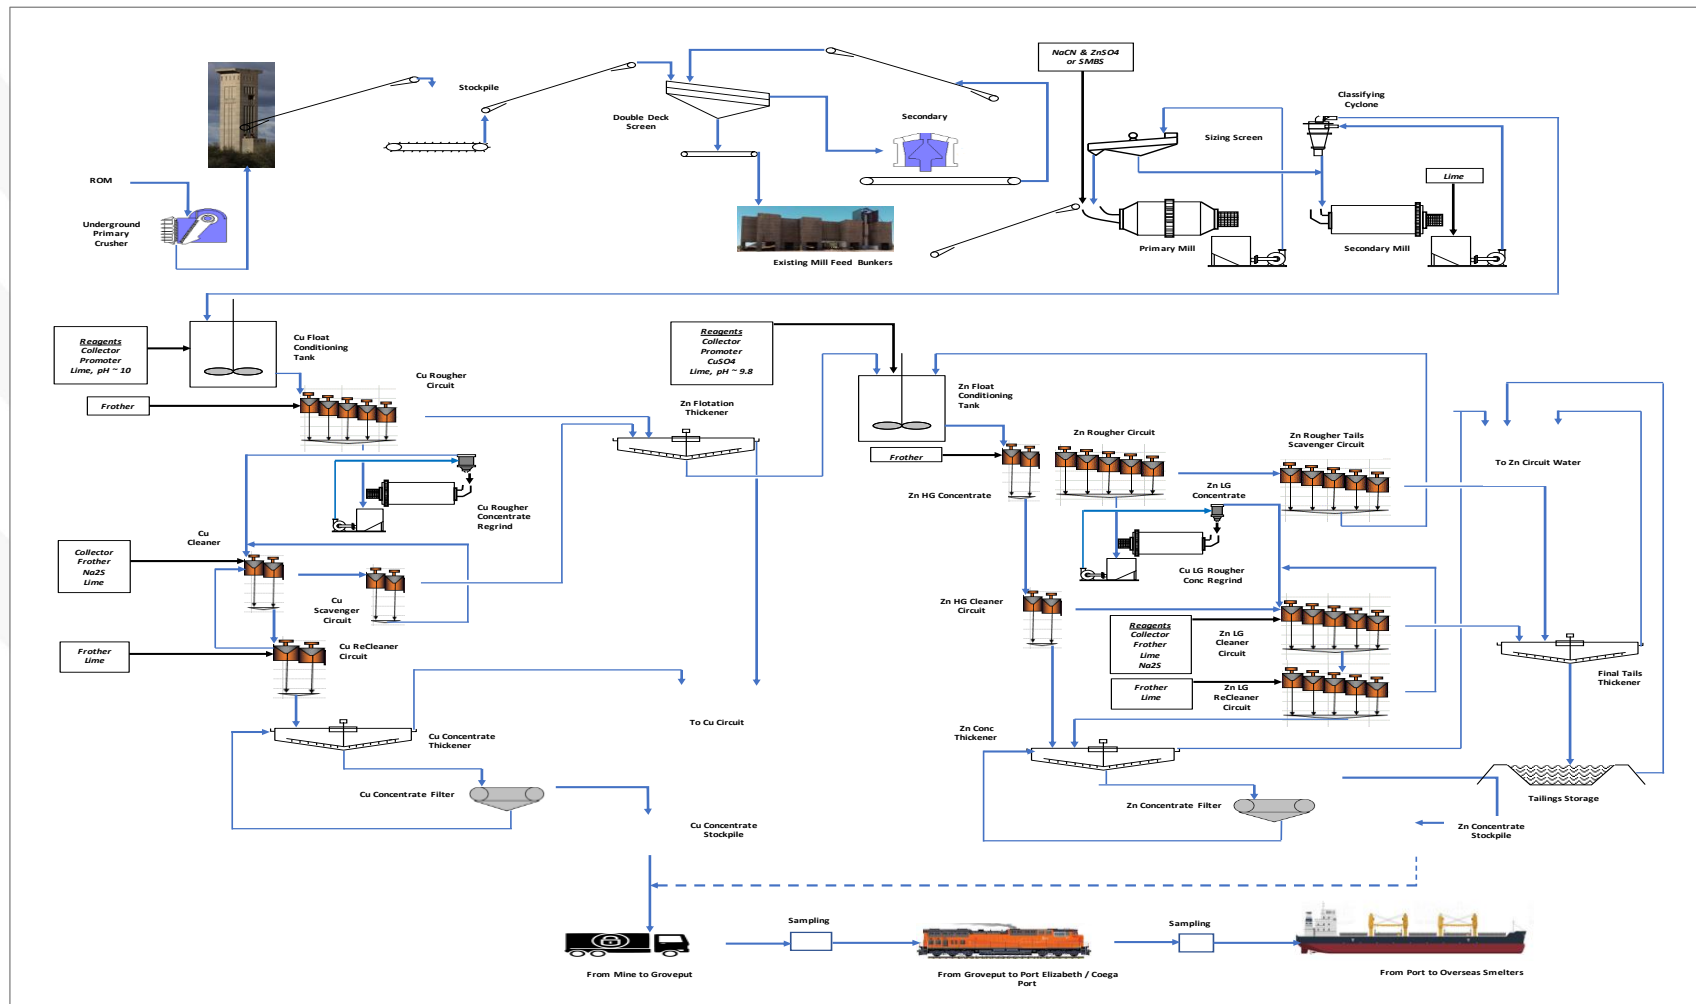 NaCN & ZnSO4
or SMBS
Classifying
Cyclone
Stockpile
Double Deck
Screen
Secondary
Sizing Screen
ROM
Lime
Underground
Primary
Crusher
Primary Mill
Secondary Mill
Existing Mill Feed Bunkers
Reagents
Collector
Promoter
Lime, pH ~ 10
Cu Float
Conditioning
Tank
Reagents
Collector
Promoter
CuSO4
Lime, pH ~ 9.8
Cu Rougher
Circuit
Frother
Zn Flotation
Thickener
Zn Float
Conditioning
Tank
Zn Rougher Circuit
Zn Rougher Tails
Scavenger Circuit
Frother
To Zn Circuit Water
Zn HG Concentrate
Zn LG
Concentrate
Cu Rougher
Concentrate
Regrind
Cu
Cleaner
Collector
Frother
Na2S
Lime
Cu LG Rougher
Conc Regrind
Cu
Scavenger
Circuit
Zn HG Cleaner
Circuit
Reagents
Collector
Frother
Lime
Na2S
Zn LG
Cleaner
Circuit
Frother
Lime
Cu ReCleaner
Circuit
Final Tails
Thickener
Frother
Lime
Zn LG
ReCleaner
Circuit
To Cu Circuit
Cu Concentrate
Thickener
Zn Conc
Thickener
Cu Concentrate Filter
Zn Concentrate Filter
Tailings Storage
Cu Concentrate
Stockpile
Zn Concentrate
Stockpile
Sampling
Sampling
From Mine to Groveput
From Groveput to Port Elizabeth / Coega
Port
From Port to Overseas Smelters